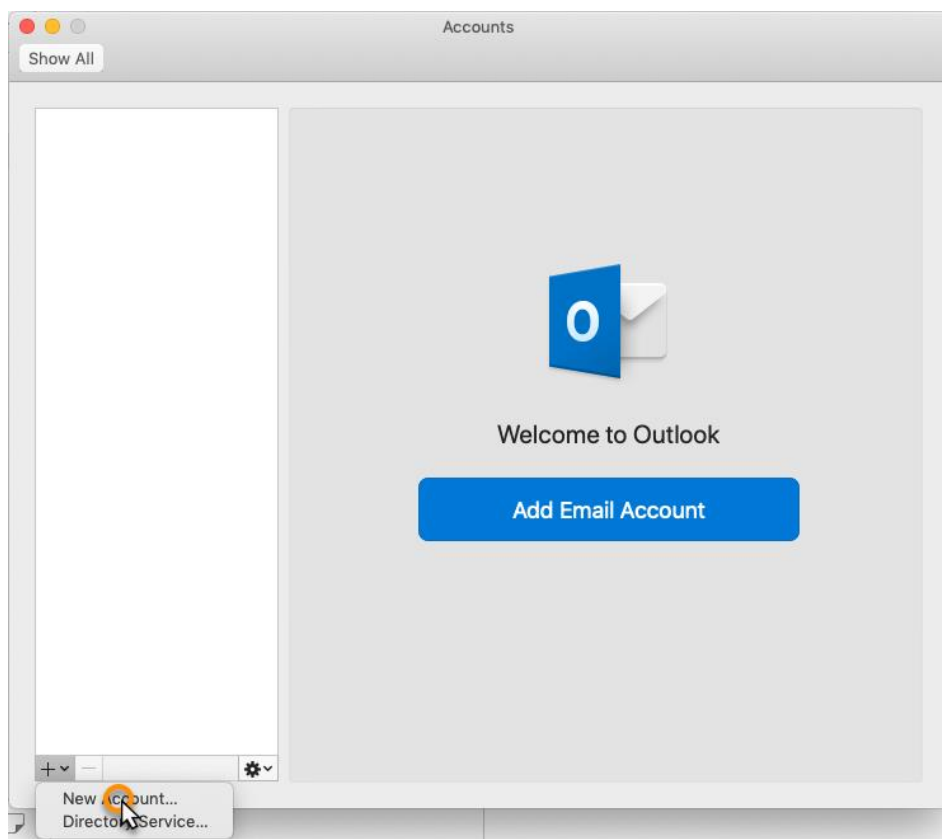 Accounts
Show All
O
Welcome to Outlook
Add Email Account
New Account...
Directory Service...